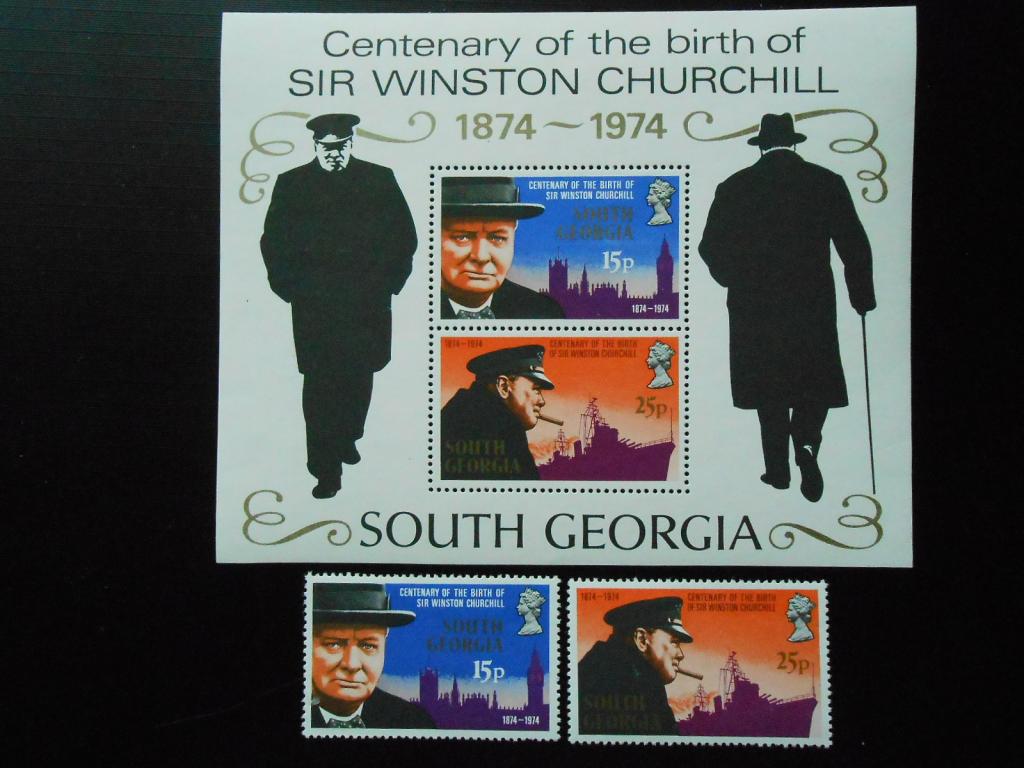 Centenary of the birth of
SIR WINSTON CHURCHILL
1874~1974
CENTENARY OF THE BIRTH OF
SIR WINSTON CHURCHILL
SOUTH
GEORGIA
15p
1874-1974
1874-1974
CENTENARY OF THE BIRTH
OF SIR WINSTON CHURCHILL
25p
SOUTH
GEORGIA
SOUTH GEORGIA
CENTENARY OF THE BIRTH OF
SIR WINSTON CHURCHILL
SOUTH
GEORGIA
15p
1874-1974
1874-1974
CENTENARY OF THE BIRTH
OF SIR WINSTON CHURCHILL
25p
SOUTH
GEORGIA